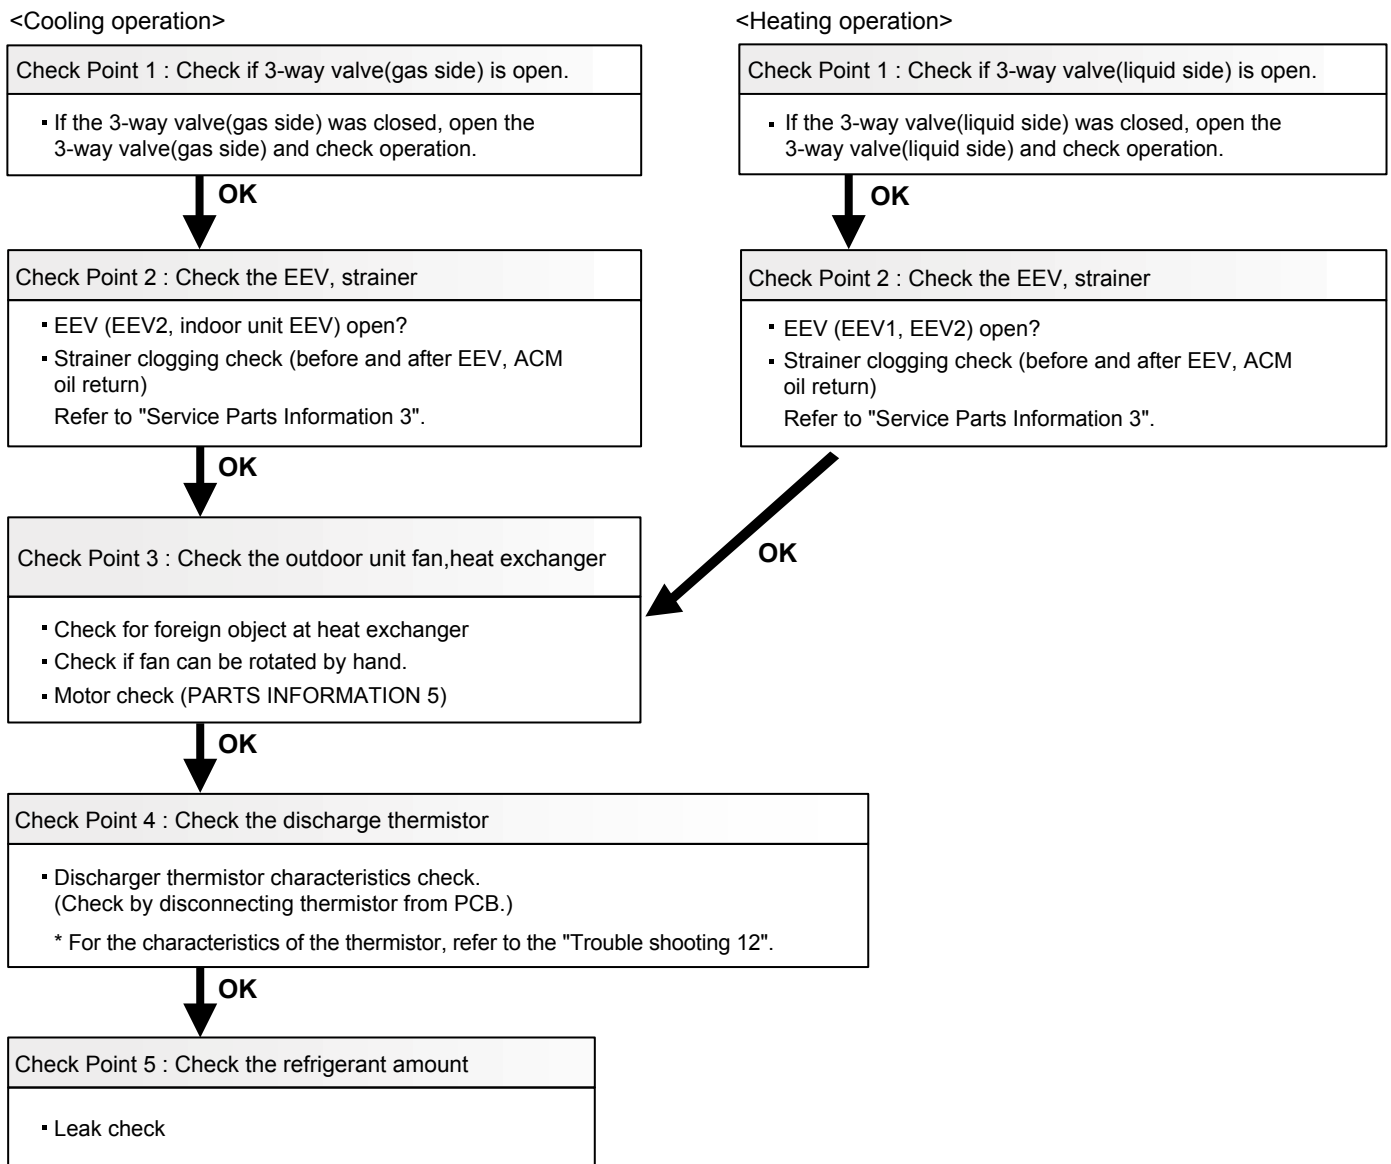 <Cooling operation>
Check Point 1 : Check if 3-way valve(gas side) is open.
▪ If the 3-way valve(gas side) was closed, open the
3-way valve(gas side) and check operation.
OK
Check Point 2 : Check the EEV, strainer
▪ EEV (EEV2, indoor unit EEV) open?
▪ Strainer clogging check (before and after EEV, ACM
oil return)
Refer to "Service Parts Information 3".
OK
<Heating operation>
Check Point 1 : Check if 3-way valve(liquid side) is open.
▪ If the 3-way valve(liquid side) was closed, open the
3-way valve(liquid side) and check operation.
OK
Check Point 2 : Check the EEV, strainer
▪ EEV (EEV1, EEV2) open?
▪ Strainer clogging check (before and after EEV, ACM
oil return)
Refer to "Service Parts Information 3".
OK
Check Point 3 : Check the outdoor unit fan,heat exchanger
▪ Check for foreign object at heat exchanger
▪ Check if fan can be rotated by hand.
▪ Motor check (PARTS INFORMATION 5)
OK
Check Point 4 : Check the discharge thermistor
▪ Discharger thermistor characteristics check.
(Check by disconnecting thermistor from PCB.)
* For the characteristics of the thermistor, refer to the "Trouble shooting 12".
OK
Check Point 5 : Check the refrigerant amount
▪ Leak check